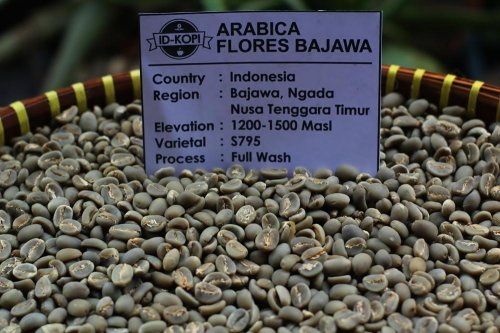 ID-KOPI
ARABICA
FLORES BAJAWA
Country : Indonesia
Region : Bajawa, Ngada
Nusa Tenggara Timur
Elevation : 1200-1500 Masl
Varietal : S795
Process : Full Wash